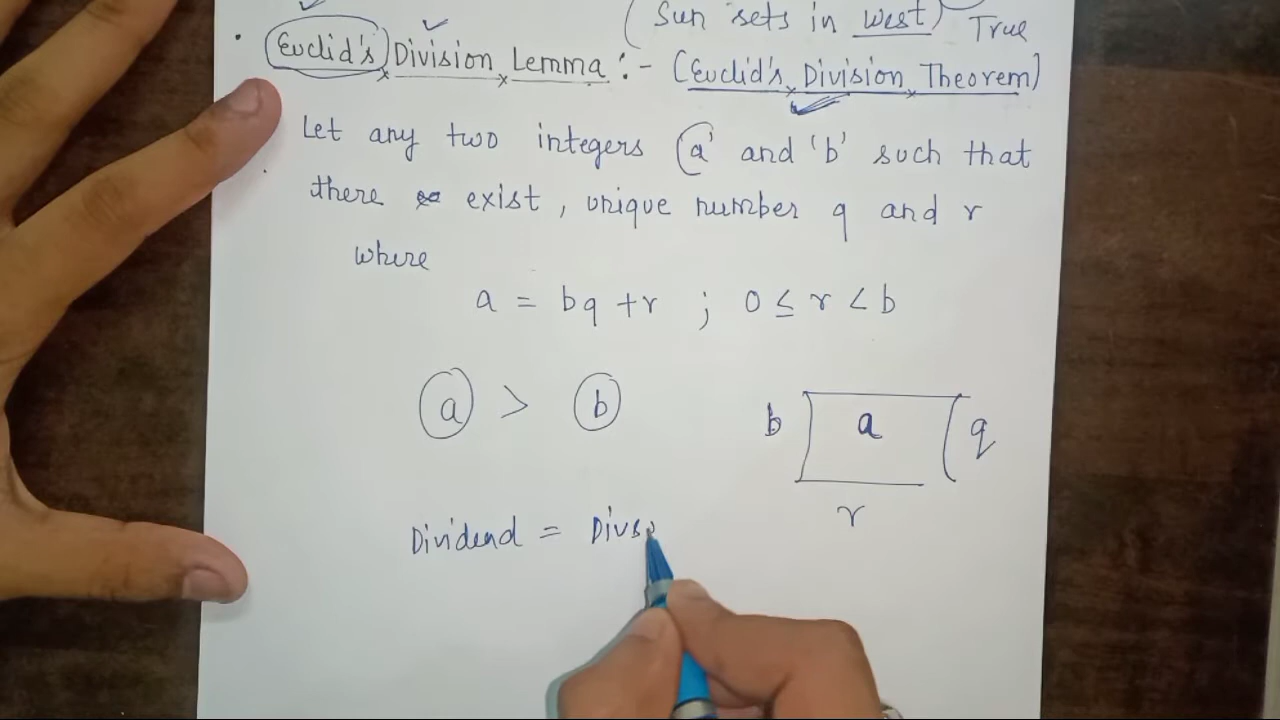 (Sun sets in west) True
Euclid's Division Lemma :- (Euclid's Division Theorem)
Let any two integers 'a' and 'b' such that
there exist, unique number q and r
where
a = bq + r ; 0 ≤ r < b
a > b
b a q
r
Dividend = Divso